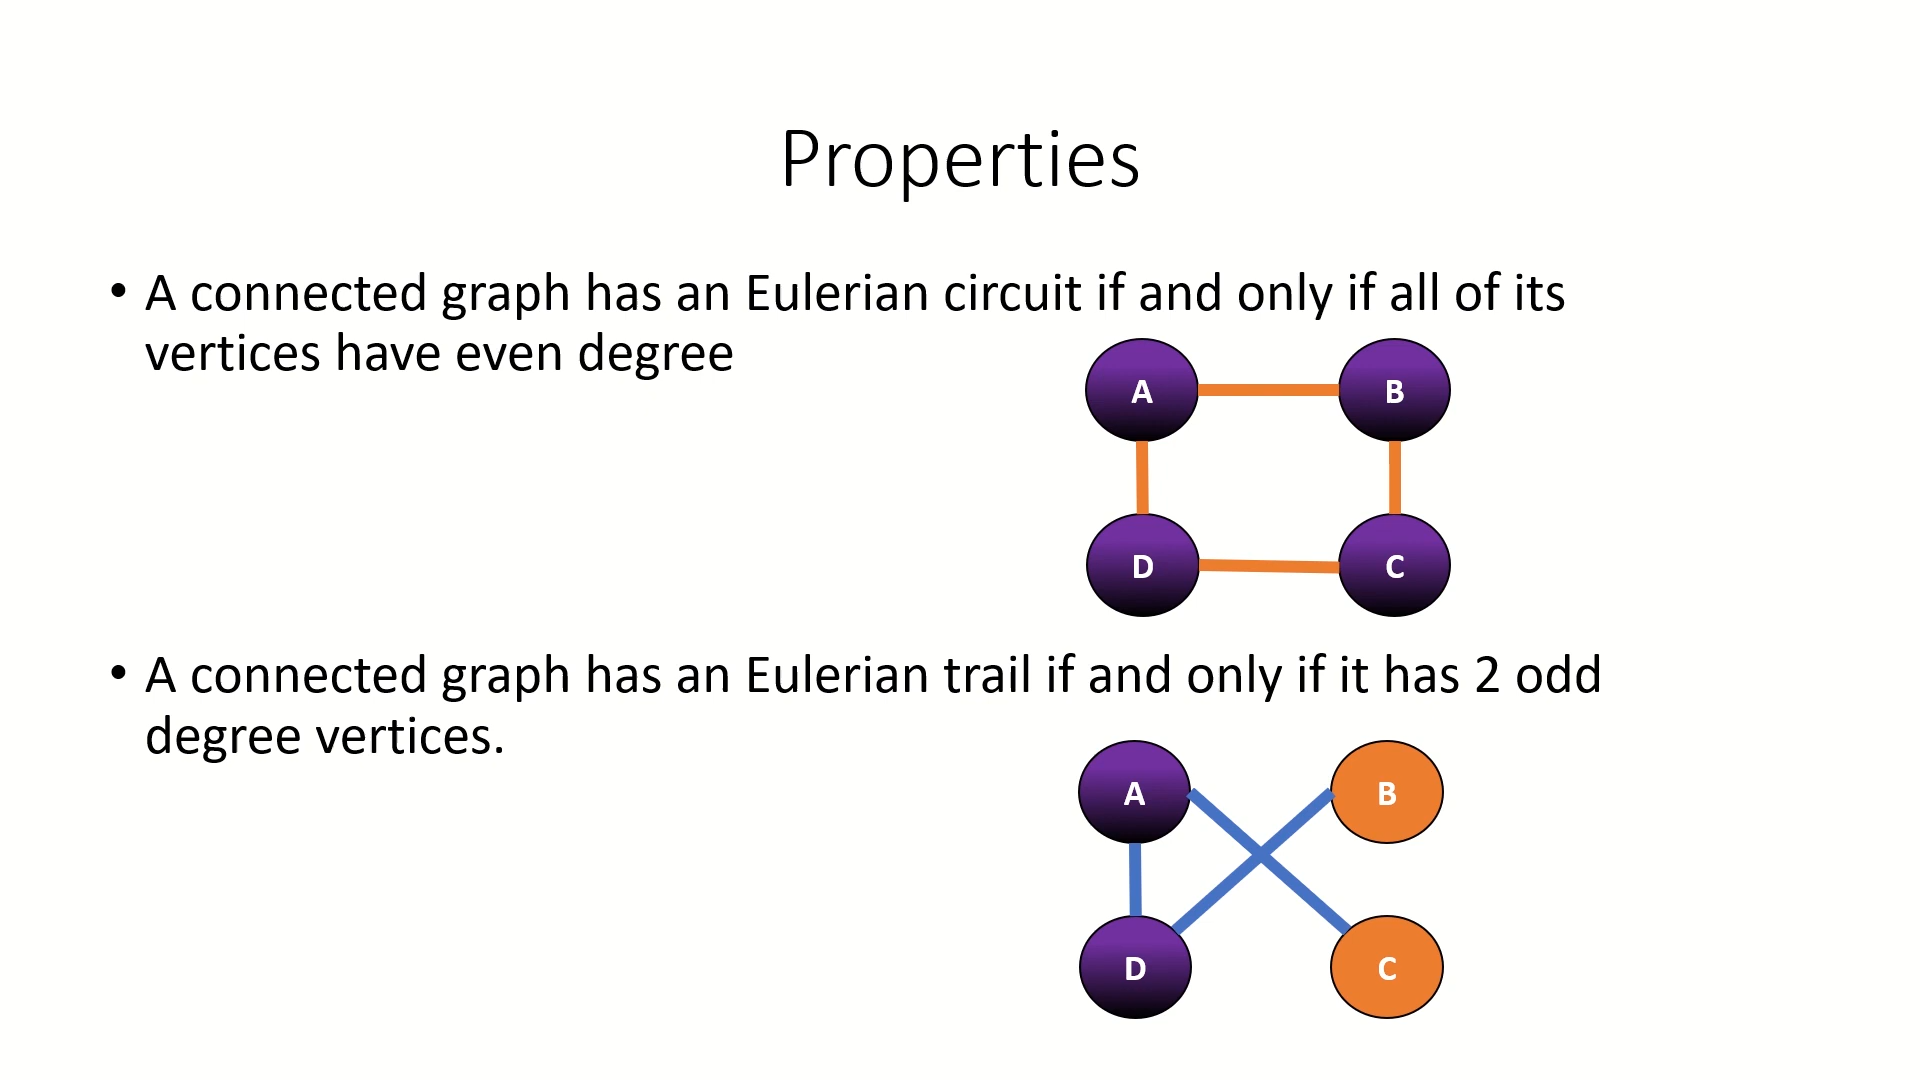 Properties
• A connected graph has an Eulerian circuit if and only if all of its
vertices have even degree
A
B
D
C
• A connected graph has an Eulerian trail if and only if it has 2 odd
degree vertices.
A
B
D
C